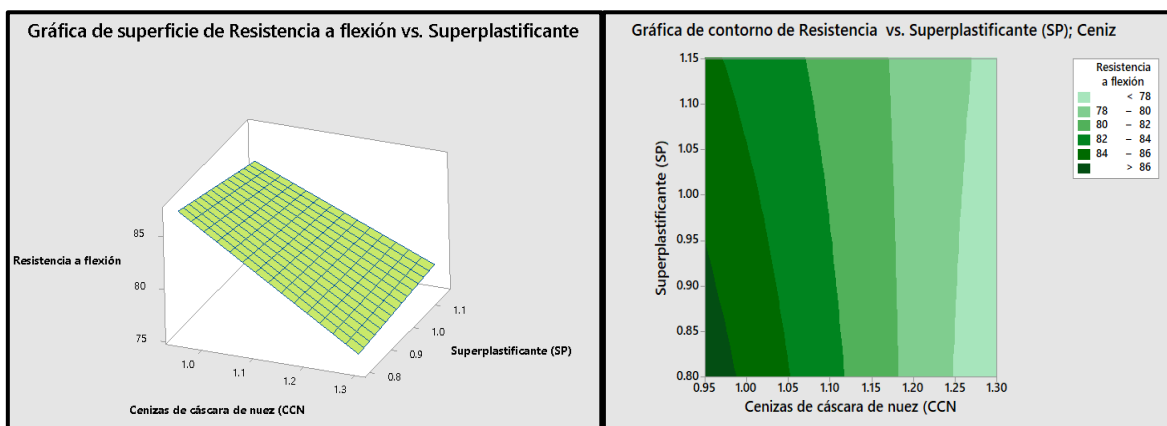 Gráfica de superficie de Resistencia a flexión vs. Superplastificante
85
Resistencia a flexión
80
75
1.0
1.1
1.2
1.3
0.8
0.9
1.0
1.1
Superplastificante (SP)
Cenizas de cáscara de nuez (CCN
Gráfica de contorno de Resistencia vs. Superplastificante (SP); Ceniz
Superplastificante (SP)
1.15
1.10
1.05
1.00
0.95
0.90
0.85
0.80
0.95 1.00 1.05 1.10 1.15 1.20 1.25 1.30
Cenizas de cáscara de nuez (CCN
Resistencia
a flexión
< 78
78 – 80
80 – 82
82 – 84
84 – 86
> 86